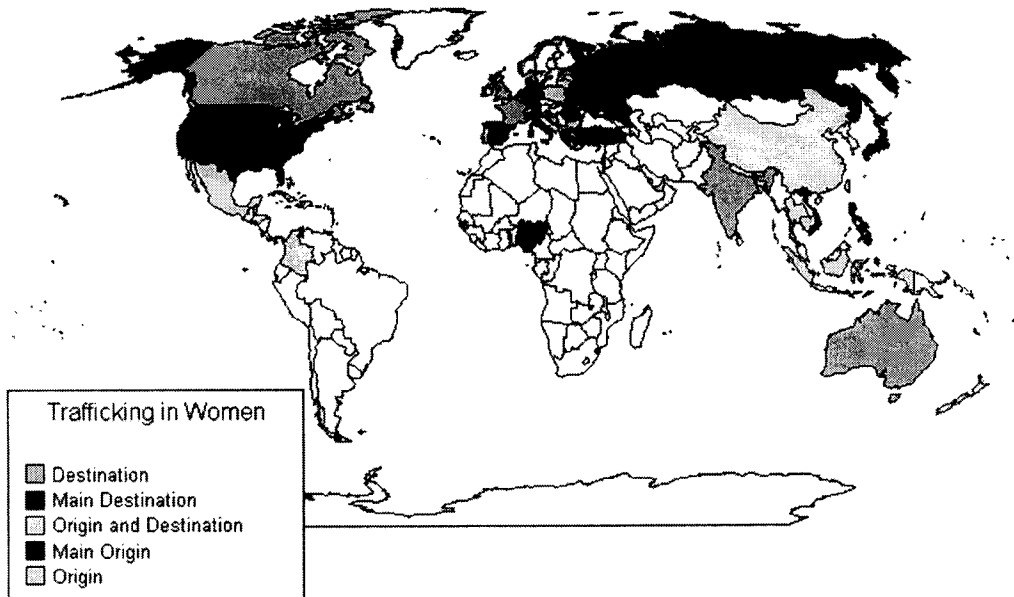 Trafficking in Women
Destination
Main Destination
Origin and Destination
Main Origin
Origin